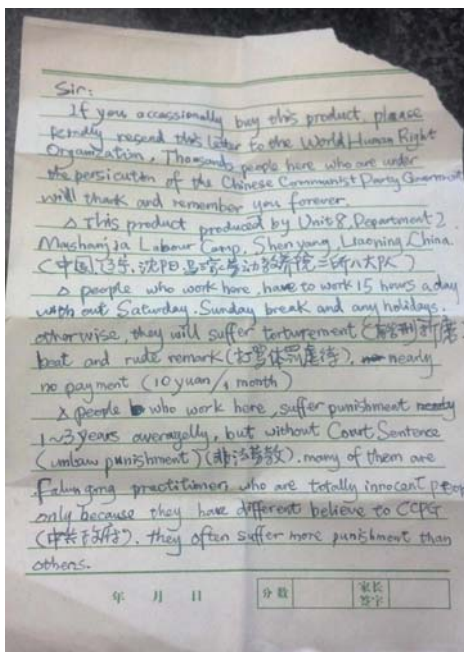 Sir:
If you occassionally buy this product, please
kindly resend this letter to the World Human Right
Organization. Thousands people here who are under
the persicution of the Chinese Communist Party Government
will thank and remember you forever.
△ This product produced by Unit 8, Department 2,
Mashanjia Labour Camp, Shenyang, Liaoning, China.
(中国,辽宁,沈阳,马三家劳动教养院二所八大队)
△ people who work here, have to work 15 hours a day
with out Saturday, Sunday break and any holidays.
otherwise, they will suffer torturement (折磨),
beat and rude remark (打骂体罚虐待). nearly
no payment (10 yuan/1 month)
△ people who work here, suffer punishment
1~3 years averagelly, but without Court Sentence
(unlaw punishment) (非法劳教). many of them are
Falun gong practitioner, who are totally innocent people
only because they have different believe to CCPG
(中共政府). they often suffer more punishment than
others.
年 月 日 分数 家长
签字